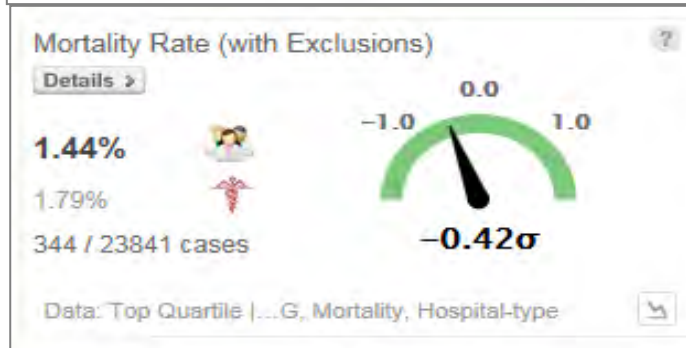 Mortality Rate (with Exclusions)
?
Details >
0.0
−1.0
1.0
1.44%
1.79%
344 / 23841 cases
−0.42σ
Data: Top Quartile |...G, Mortality, Hospital-type